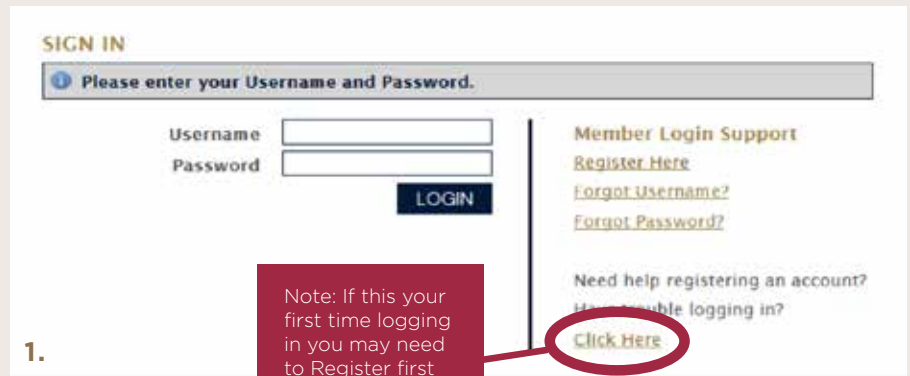 SIGN IN
Please enter your Username and Password.
Username
Password
LOGIN
Member Login Support
Register Here
Forgot Username?
Forgot Password?
Need help registering an account?
Have trouble logging in?
Click Here
Note: If this your
first time logging
in you may need
to Register first
1.